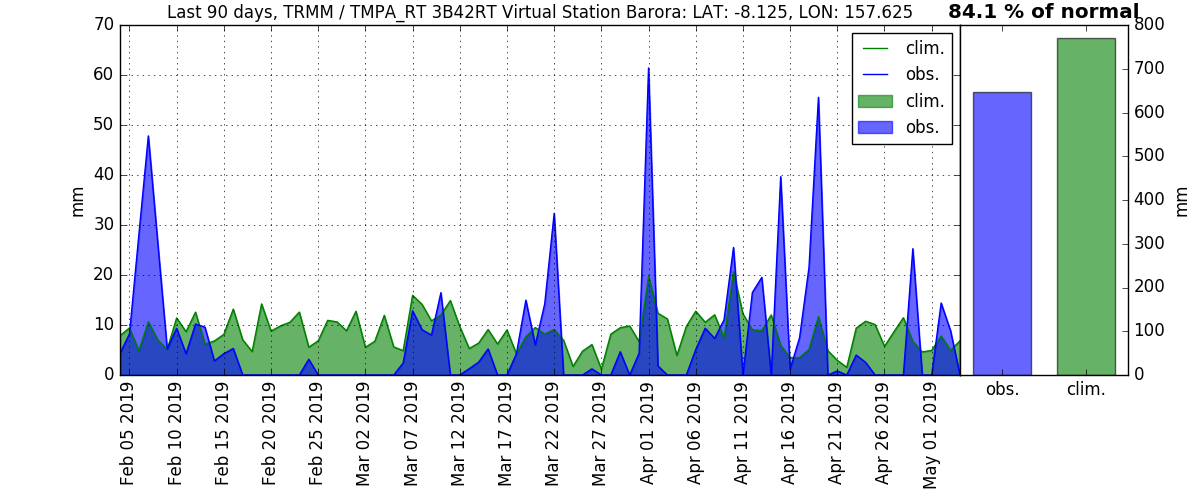 Last 90 days, TRMM / TMPA_RT 3B42RT Virtual Station Barora: LAT: -8.125, LON: 157.625
84.1 % of normal
70
60
50
40
30
20
10
0
mm
clim.
obs.
clim.
obs.
Feb 05 2019
Feb 10 2019
Feb 15 2019
Feb 20 2019
Feb 25 2019
Mar 02 2019
Mar 07 2019
Mar 12 2019
Mar 17 2019
Mar 22 2019
Mar 27 2019
Apr 01 2019
Apr 06 2019
Apr 11 2019
Apr 16 2019
Apr 21 2019
Apr 26 2019
May 01 2019
800
700
600
500
400
300
200
100
0
mm
obs.
clim.